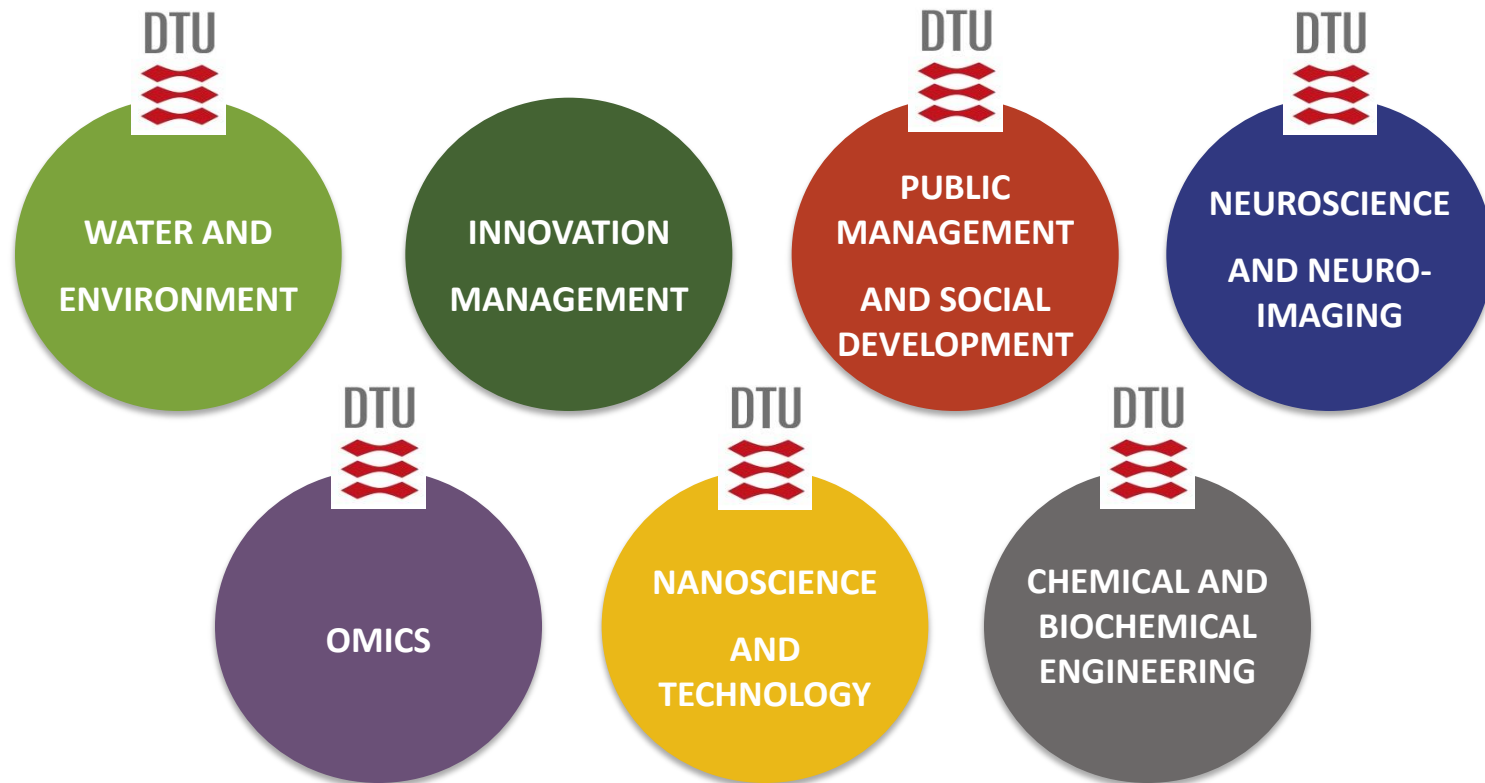 DTU
WATER AND
ENVIRONMENT
INNOVATION
MANAGEMENT
DTU
PUBLIC
MANAGEMENT
AND SOCIAL
DEVELOPMENT
DTU
NEUROSCIENCE
AND NEURO-
IMAGING
DTU
OMICS
DTU
NANOSCIENCE
AND
TECHNOLOGY
DTU
CHEMICAL AND
BIOCHEMICAL
ENGINEERING